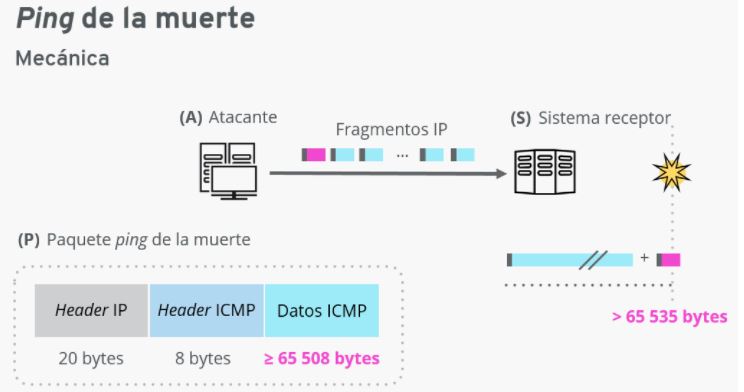 Ping de la muerte
Mecánica
(A) Atacante
Fragmentos IP
...
(S) Sistema receptor
(P) Paquete ping de la muerte
+
Header IP
Header ICMP
Datos ICMP
20 bytes
8 bytes
≥ 65 508 bytes
> 65 535 bytes